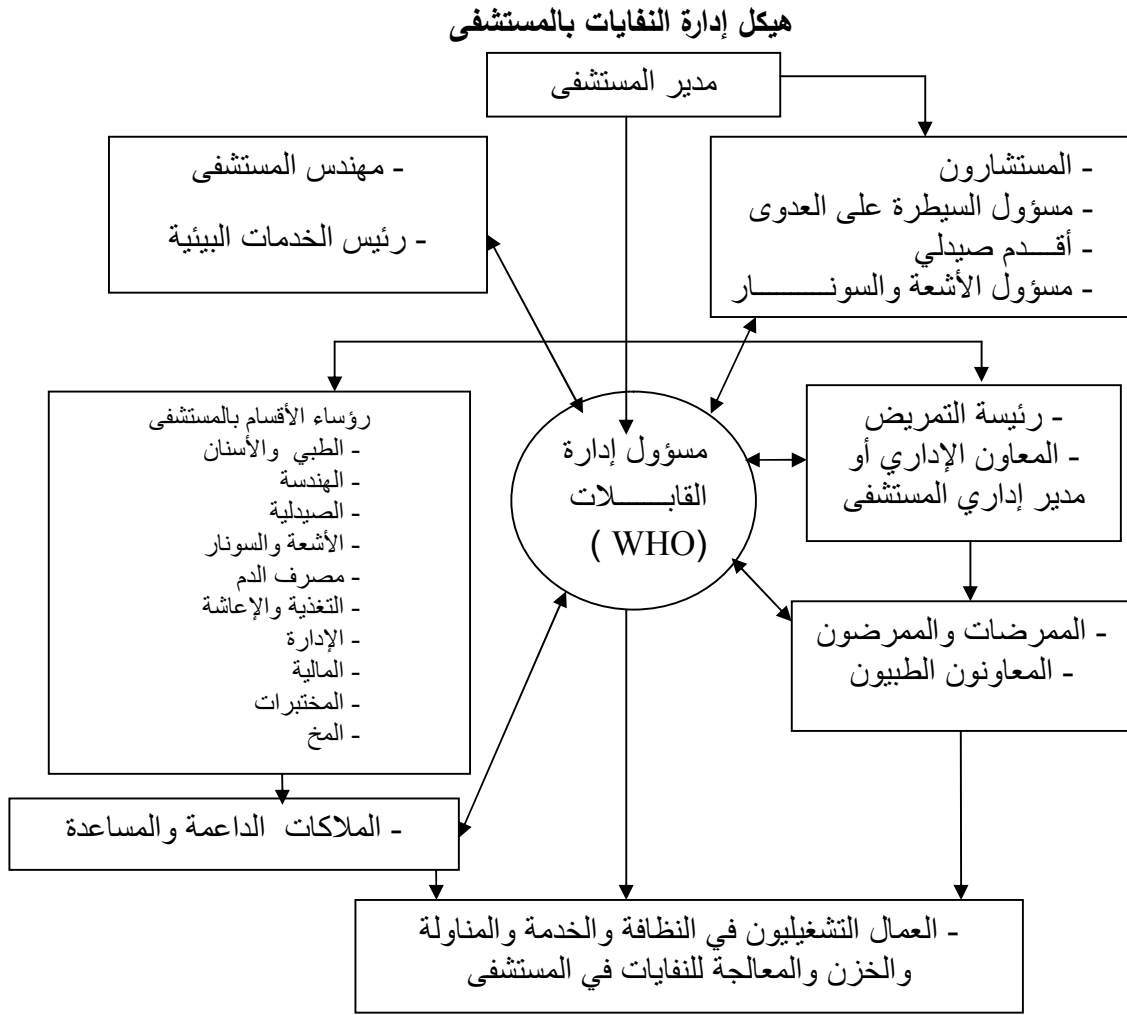 هيكل إدارة النفايات بالمستشفى
مدير المستشفى
- المستشارون
- مسؤول السيطرة على العدوى
- أقـــدم صيدلي
- مسؤول الأشعة والسونـــــــــار
- مهندس المستشفى
- رئيس الخدمات البيئية
- رئيسة التمريض
- المعاون الإداري أو
مدير إداري المستشفى
مسؤول إدارة
القابـــــــلات
( WHO)
رؤساء الأقسام بالمستشفى
- الطبي والأسنان
- الهندسة
- الصيدلية
- الأشعة والسونار
- مصرف الدم
- التغذية والإعاشة
- الإدارة
- المالية
- المختبرات
- المخ
- الممرضات والممرضون
- المعاونون الطبيون
- الملاكات الداعمة والمساعدة
- العمال التشغيليون في النظافة والخدمة والمناولة
والخزن والمعالجة للنفايات في المستشفى